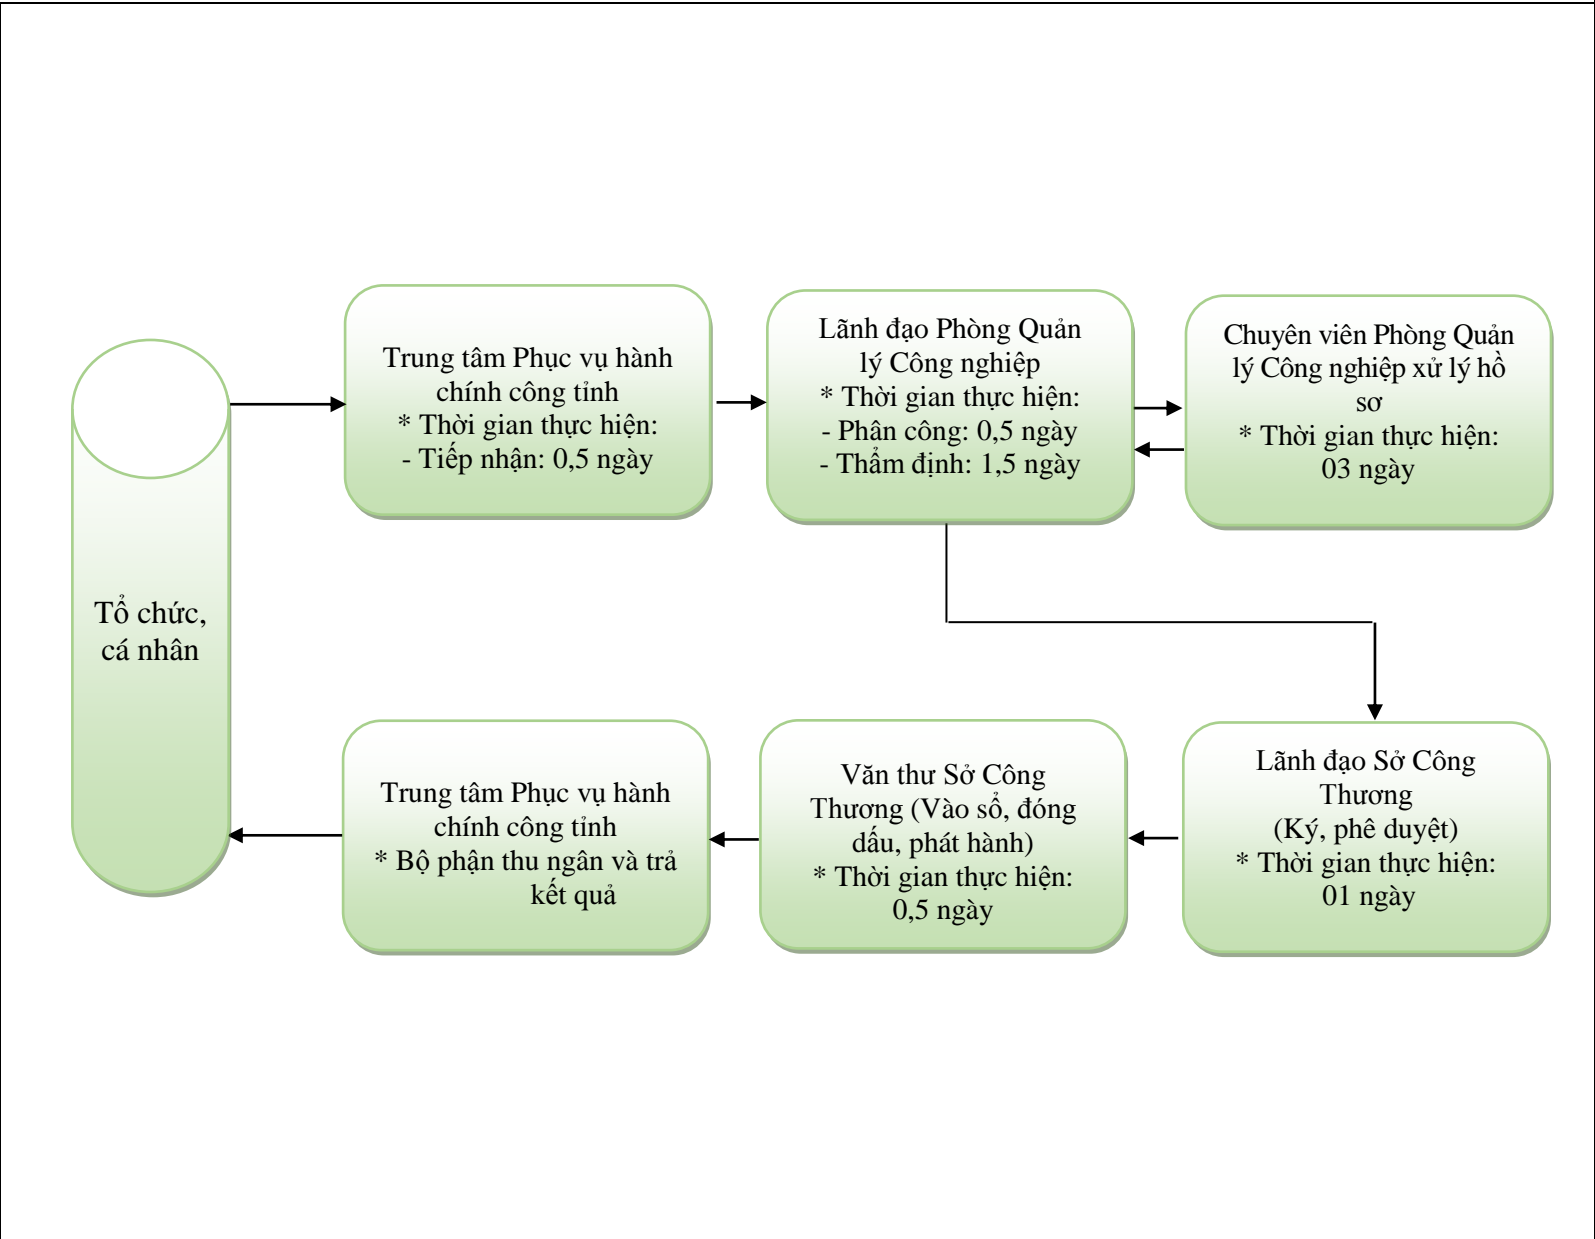 Tổ chức,
cá nhân
Trung tâm Phục vụ hành
chính công tỉnh
* Thời gian thực hiện:
- Tiếp nhận: 0,5 ngày
Lãnh đạo Phòng Quản
lý Công nghiệp
* Thời gian thực hiện:
- Phân công: 0,5 ngày
- Thẩm định: 1,5 ngày
Chuyên viên Phòng Quản
lý Công nghiệp xử lý hồ
sơ
* Thời gian thực hiện:
03 ngày
Lãnh đạo Sở Công
Thương
(Ký, phê duyệt)
* Thời gian thực hiện:
01 ngày
Văn thư Sở Công
Thương (Vào sổ, đóng
dấu, phát hành)
* Thời gian thực hiện:
0,5 ngày
Trung tâm Phục vụ hành
chính công tỉnh
* Bộ phận thu ngân và trả
kết quả